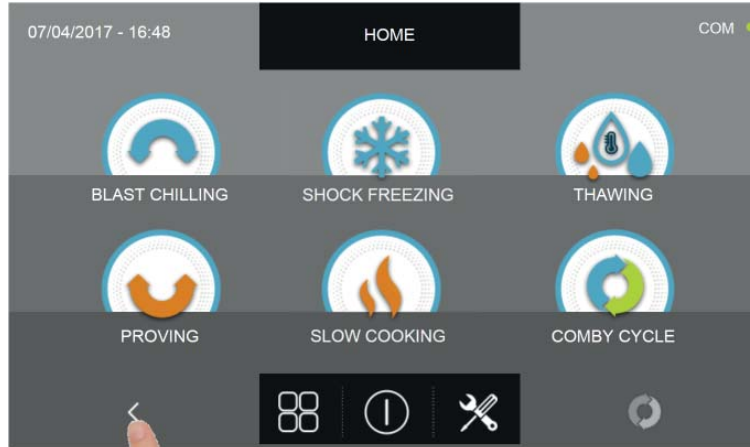 07/04/2017 - 16:48
HOME
COM
BLAST CHILLING
SHOCK FREEZING
THAWING
PROVING
SLOW COOKING
COMBY CYCLE